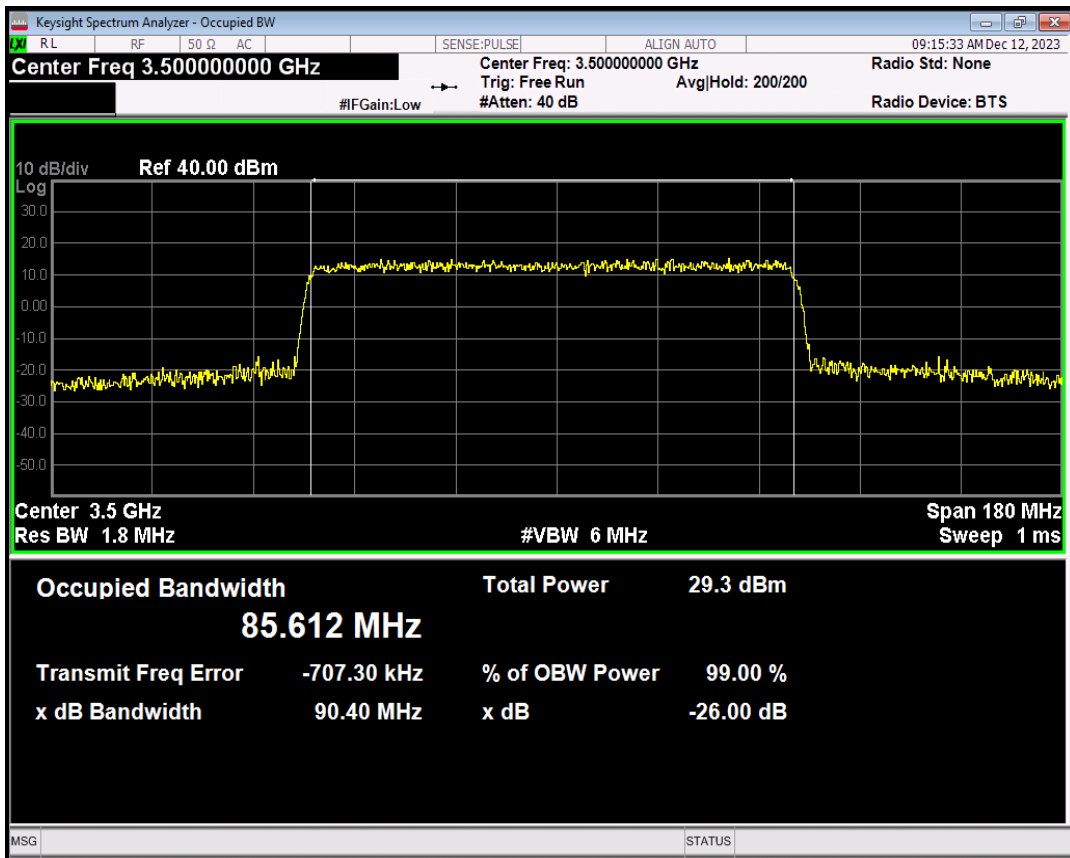 Keysight Spectrum Analyzer - Occupied BW
LXI RL RF 50 Ω AC SENSE:PULSE ALIGN AUTO 09:15:33 AM Dec 12, 2023
Center Freq 3.500000000 GHz Center Freq: 3.500000000 GHz Radio Std: None
Trig: Free Run Avg|Hold: 200/200
#IFGain:Low #Atten: 40 dB Radio Device: BTS
10 dB/div Ref 40.00 dBm
Log
30.0
20.0
10.0
0.00
-10.0
-20.0
-30.0
-40.0
-50.0
Center 3.5 GHz Span 180 MHz
Res BW 1.8 MHz #VBW 6 MHz Sweep 1 ms
Occupied Bandwidth Total Power 29.3 dBm
85.612 MHz
Transmit Freq Error -707.30 kHz % of OBW Power 99.00 %
x dB Bandwidth 90.40 MHz x dB -26.00 dB
MSG STATUS